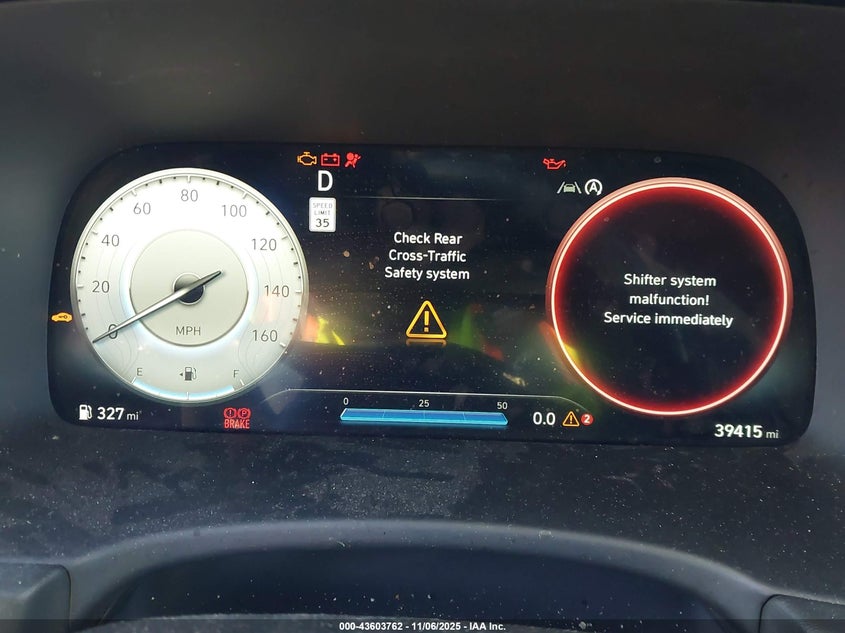 D
SPEED
LIMIT
35
0
20
40
60
80
100
120
140
160
MPH
E
F
327 mi
BRAKE
Check Rear
Cross-Traffic
Safety system
0 25 50
0.0
2
A
Shifter system
malfunction!
Service immediately
39415 mi
000-43603762 - 11/06/2025 - IAA Inc.